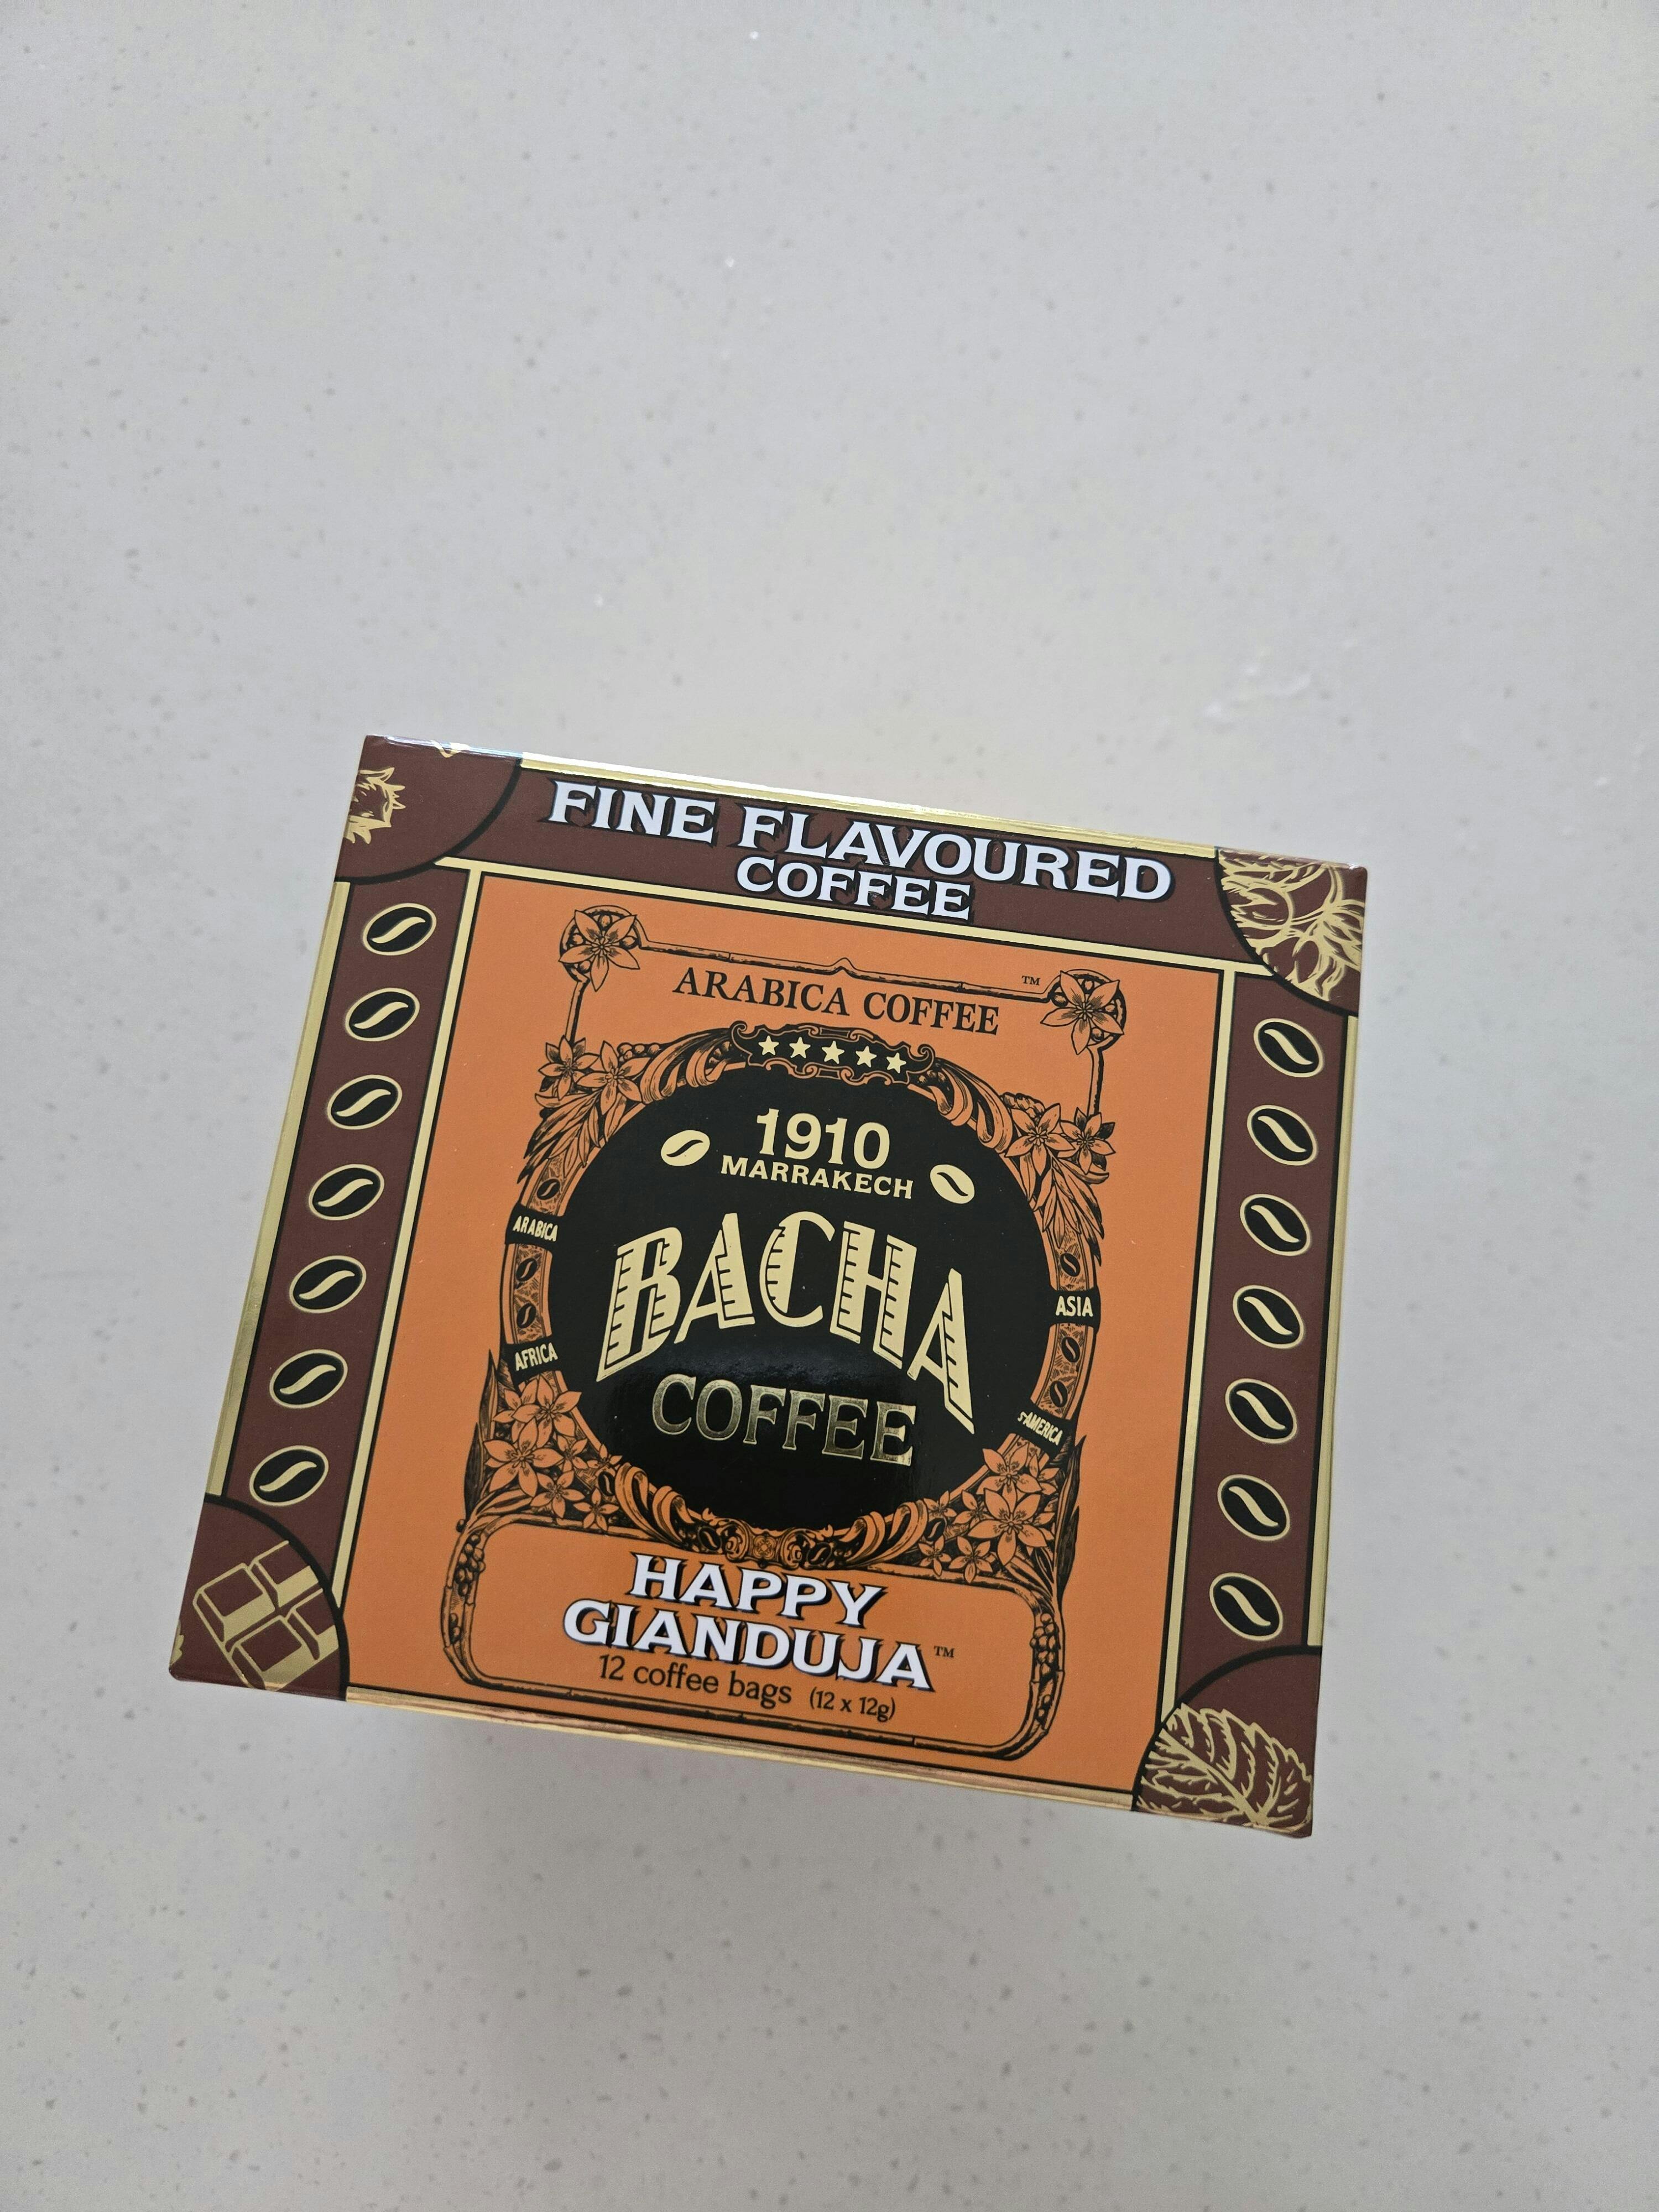 FINE FLAVOURED
COFFEE
ARABICA COFFEE ™
1910
MARRAKECH
BACHA
COFFEE
ARABICA
AFRICA
ASIA
S·AMERICA
HAPPY
GIANDUJA™
12 coffee bags (12 x 12g)